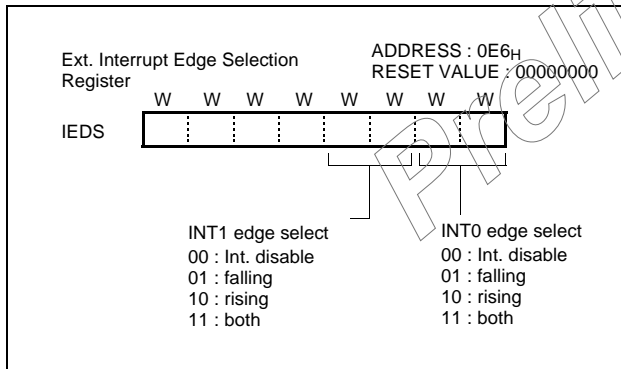 Ext. Interrupt Edge Selection
Register
ADDRESS : 0E6H
RESET VALUE : 00000000
W W W W W W W W
IEDS
INT1 edge select
00 : Int. disable
01 : falling
10 : rising
11 : both
INT0 edge select
00 : Int. disable
01 : falling
10 : rising
11 : both
Preli